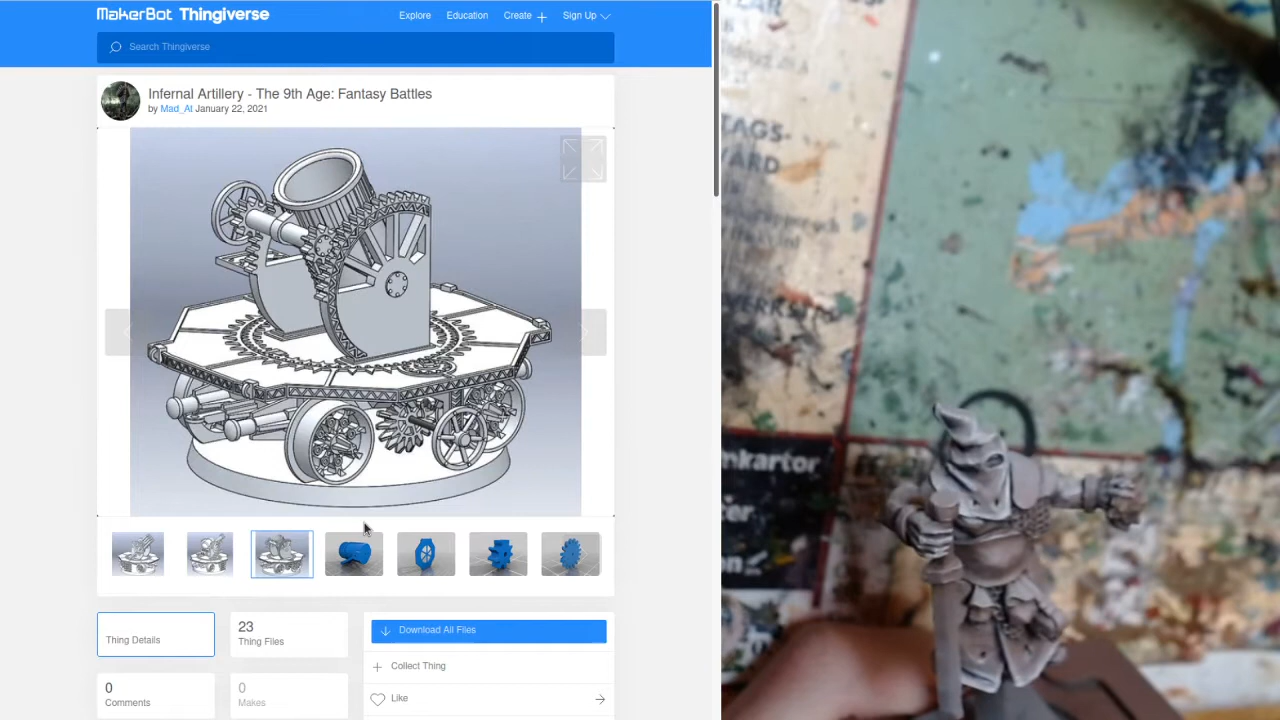 MakerBot Thingiverse
Explore
Education
Create
Sign Up
Search Thingiverse
Infernal Artillery - The 9th Age: Fantasy Battles
by Mad_At January 22, 2021
Thing Details
23
Thing Files
Download All Files
Collect Thing
0
Comments
0
Makes
Like
TAGS-